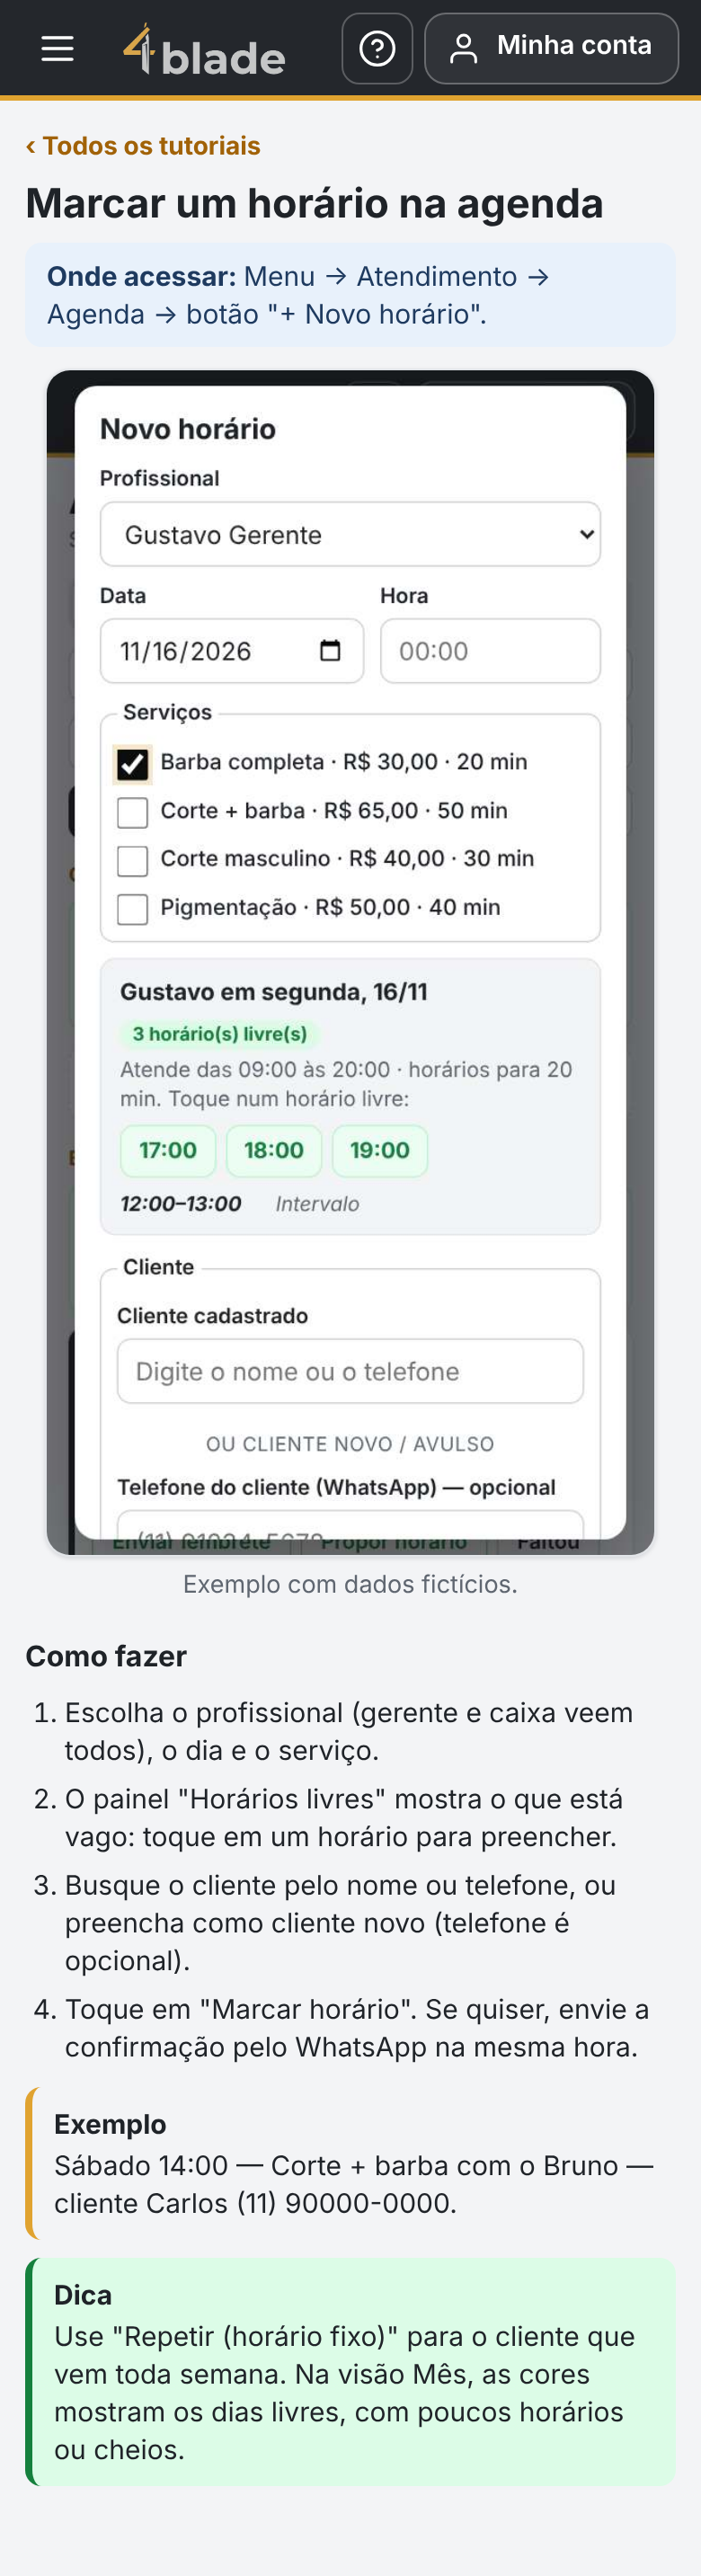 4blade
Minha conta
‹ Todos os tutoriais
Marcar um horário na agenda
Onde acessar: Menu → Atendimento →
Agenda → botão "+ Novo horário".
Novo horário
Profissional
Gustavo Gerente
Data
Hora
11/16/2026
00:00
Serviços
Barba completa · R$ 30,00 · 20 min
Corte + barba · R$ 65,00 · 50 min
Corte masculino · R$ 40,00 · 30 min
Pigmentação · R$ 50,00 · 40 min
Gustavo em segunda, 16/11
3 horário(s) livre(s)
Atende das 09:00 às 20:00 · horários para 20
min. Toque num horário livre:
17:00 18:00 19:00
12:00–13:00 Intervalo
Cliente
Cliente cadastrado
Digite o nome ou o telefone
OU CLIENTE NOVO / AVULSO
Telefone do cliente (WhatsApp) — opcional
Enviar lembrete Propor horário Faltou
Exemplo com dados fictícios.
Como fazer
1. Escolha o profissional (gerente e caixa veem
todos), o dia e o serviço.
2. O painel "Horários livres" mostra o que está
vago: toque em um horário para preencher.
3. Busque o cliente pelo nome ou telefone, ou
preencha como cliente novo (telefone é
opcional).
4. Toque em "Marcar horário". Se quiser, envie a
confirmação pelo WhatsApp na mesma hora.
Exemplo
Sábado 14:00 — Corte + barba com o Bruno —
cliente Carlos (11) 90000-0000.
Dica
Use "Repetir (horário fixo)" para o cliente que
vem toda semana. Na visão Mês, as cores
mostram os dias livres, com poucos horários
ou cheios.